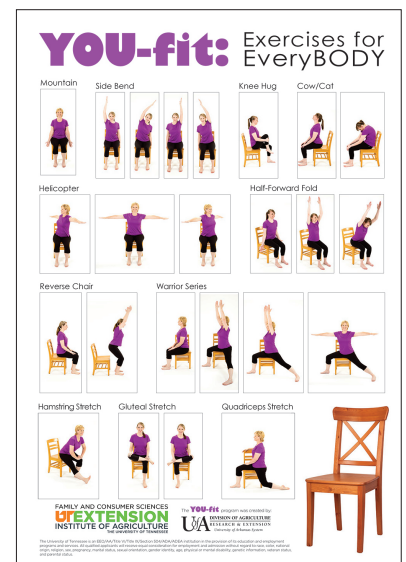 YOU-fit: Exercises for
EveryBODY
Mountain
Side Bend
Knee Hug
Cow/Cat
Helicopter
Half-Forward Fold
Reverse Chair
Warrior Series
Hamstring Stretch
Gluteal Stretch
Quadriceps Stretch
FAMILY AND CONSUMER SCIENCES
UTEXTENSION
INSTITUTE OF AGRICULTURE
THE UNIVERSITY OF TENNESSEE
The YOU-fit program was created by:
UofA DIVISION OF AGRICULTURE
RESEARCH & EXTENSION
University of Arkansas System